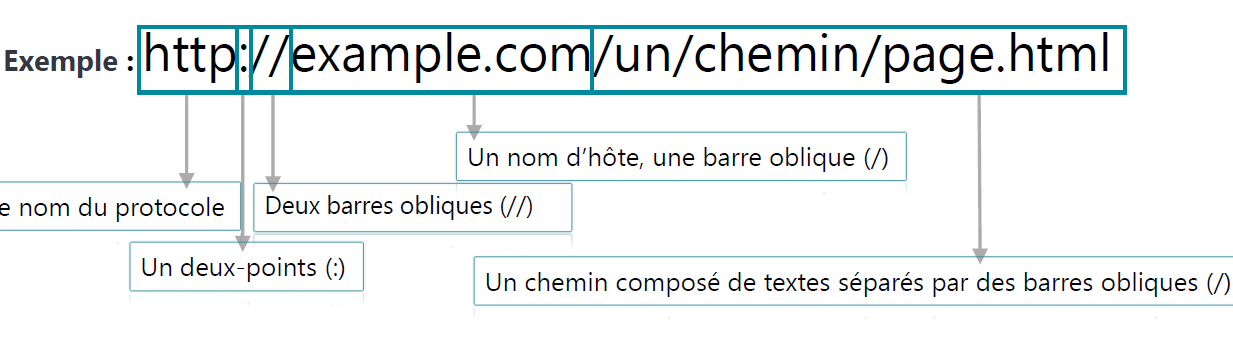 Exemple : http://example.com/un/chemin/page.html
Un nom d’hôte, une barre oblique (/)
e nom du protocole
Deux barres obliques (//)
Un deux-points (:)
Un chemin composé de textes séparés par des barres obliques (/)